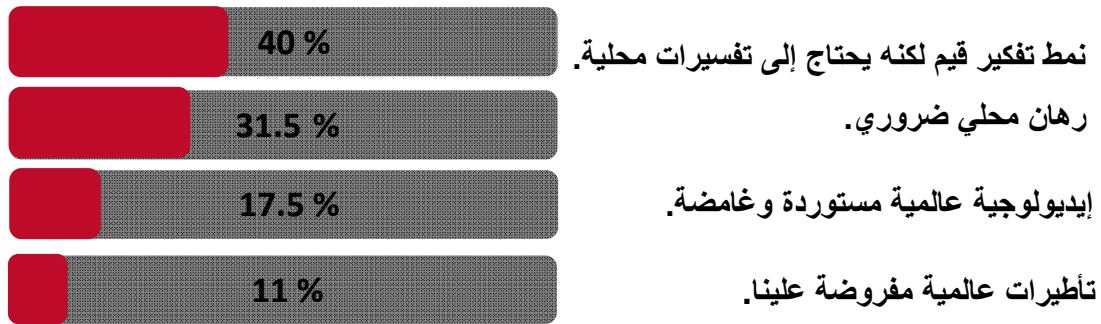 نمط تفكير قيم لكنه يحتاج إلى تفسيرات محلية.
40 %
رهان محلي ضروري.
31.5 %
إيديولوجية عالمية مستوردة وغامضة.
17.5 %
تأطيرات عالمية مفروضة علينا.
11 %